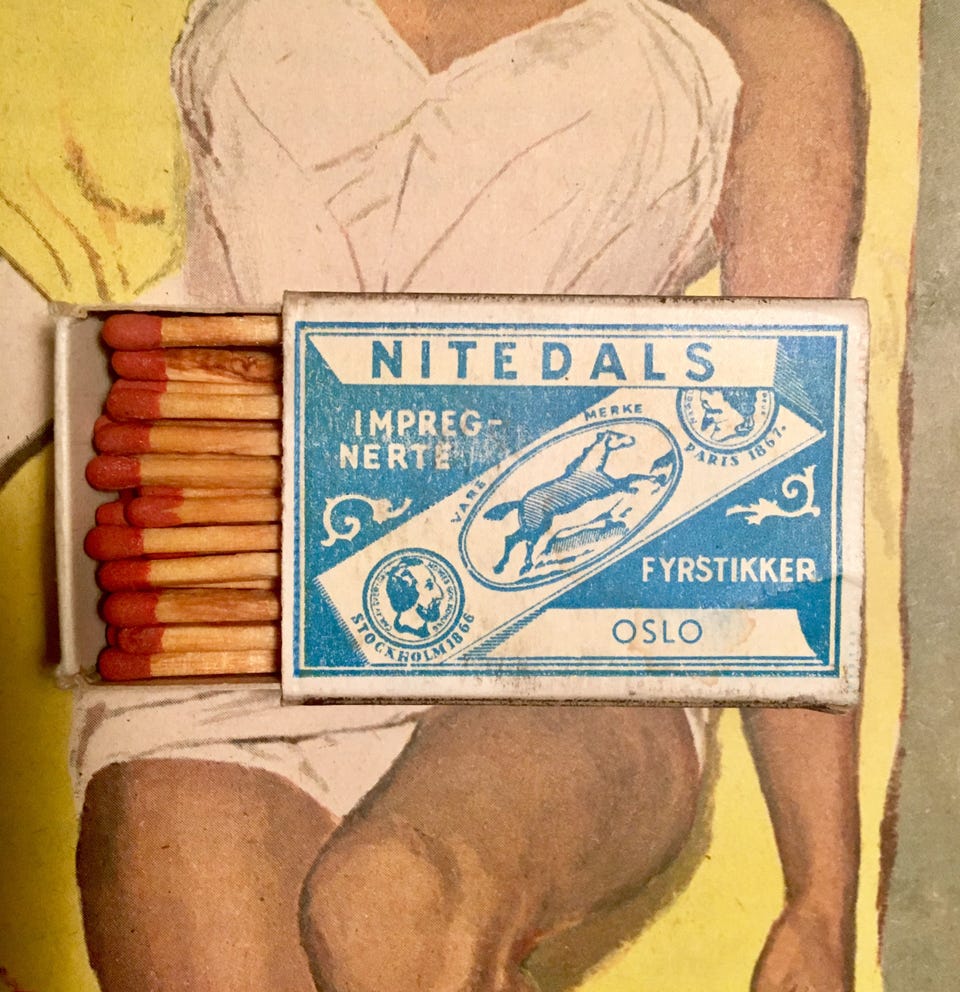 NITEDALS
IMPREG-
NERTE
VARE MERKE
PARIS 1867.
STOCKHOLM 1866
FYRSTIKKER
OSLO